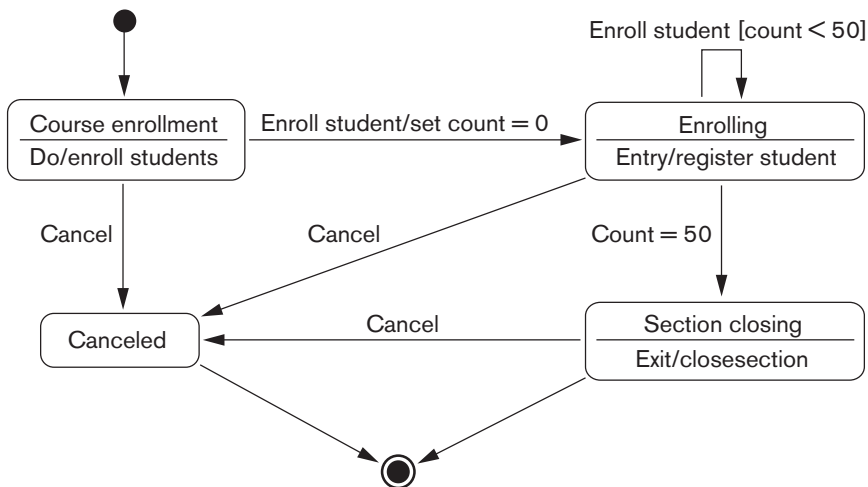 Enroll student [count < 50]
Course enrollment
Do/enroll students
Enroll student/set count = 0
Enrolling
Entry/register student
Cancel
Cancel
Count = 50
Canceled
Cancel
Section closing
Exit/closesection